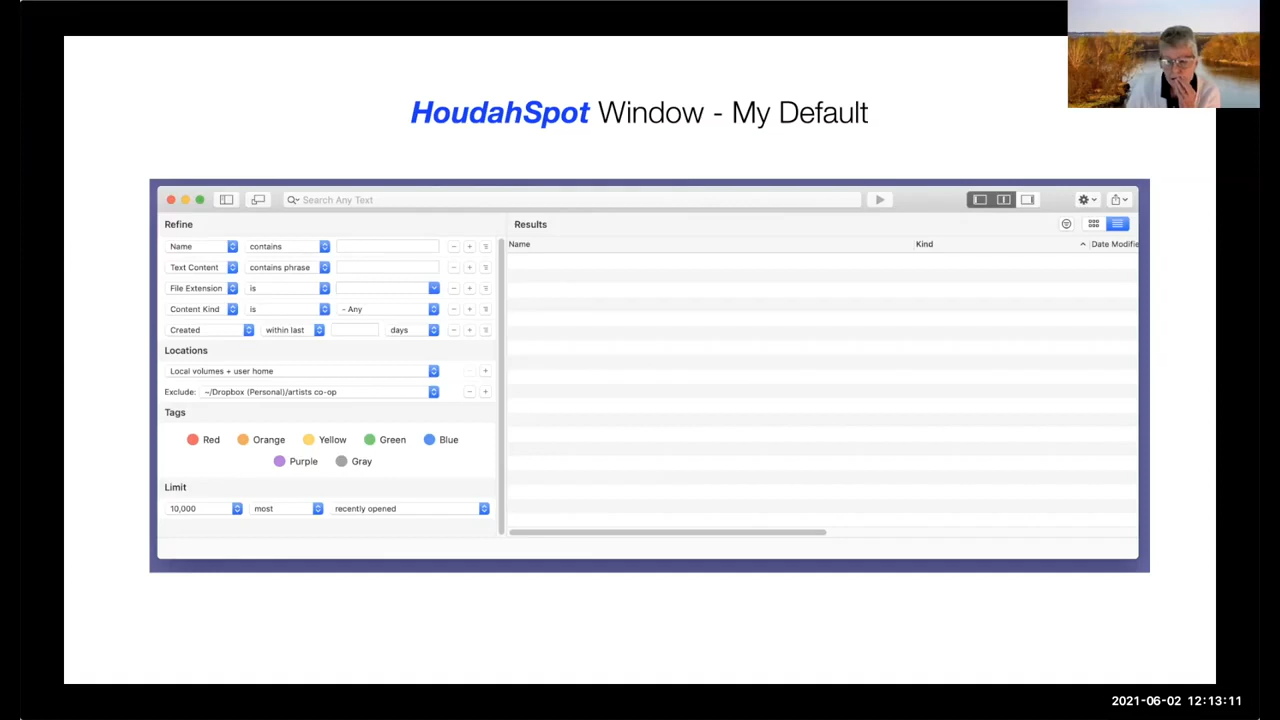 HoudahSpot Window - My Default
Search Any Text
Refine
Name contains
Text Content contains phrase
File Extension is
Content Kind is - Any
Created within last days
Locations
Local volumes + user home
Exclude: ~/Dropbox (Personal)/artists co-op
Tags
Red Orange Yellow Green Blue
Purple Gray
Limit
10,000 most recently opened
Results
Name Kind Date Modifie
2021-06-02 12:13:11